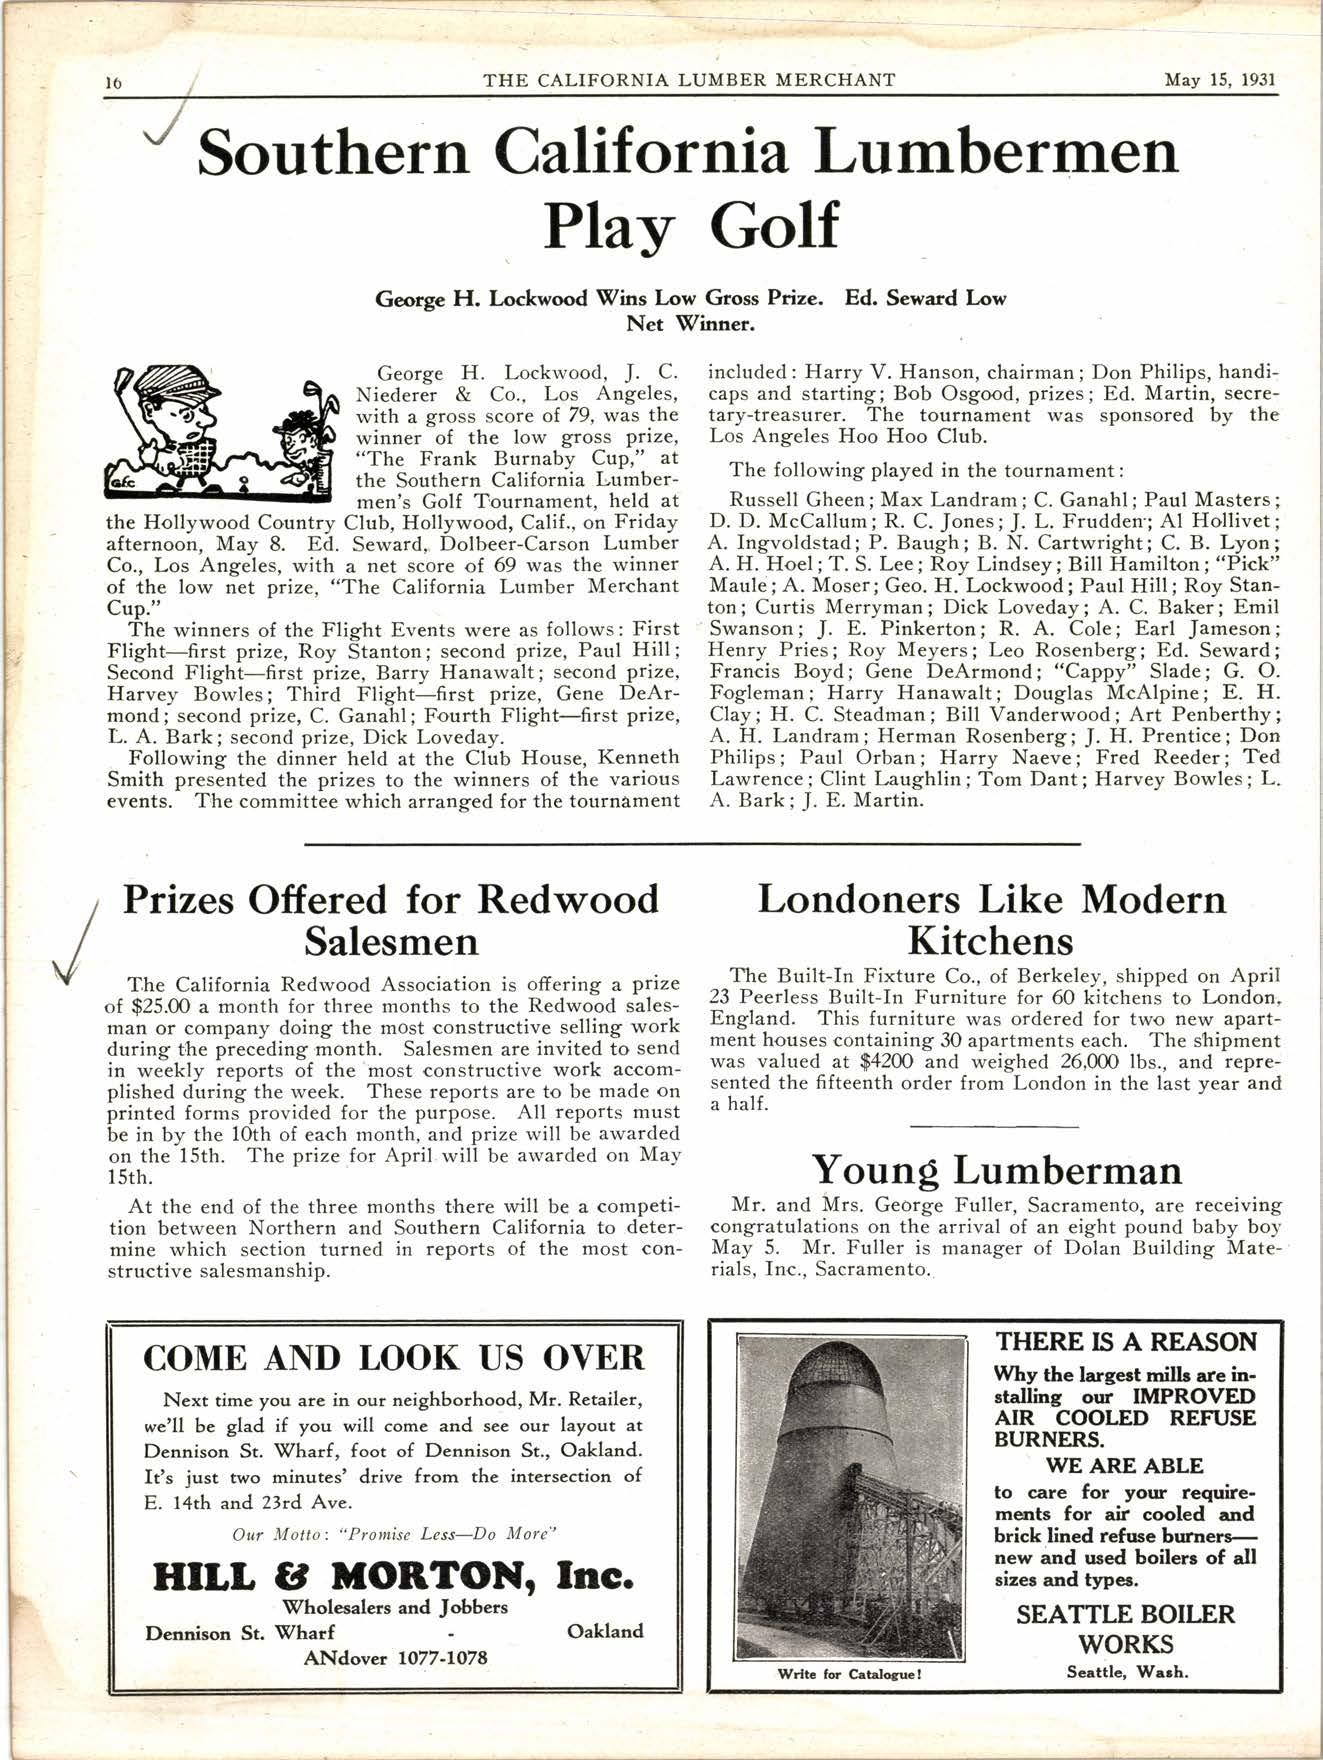 16
THE CALIFORNIA LUMBER MERCHANT
May 15, 1931
Southern California Lumbermen
Play Golf
George H. Lockwood Wins Low Gross Prize. Ed. Seward Low
Net Winner.
George H. Lockwood, J. C.
Niederer & Co., Los Angeles,
with a gross score of 79, was the
winner of the low gross prize,
"The Frank Burnaby Cup," at
the Southern California Lumber-
men's Golf Tournament, held at
the Hollywood Country Club, Hollywood, Calif., on Friday
afternoon, May 8. Ed. Seward, Dolbeer-Carson Lumber
Co., Los Angeles, with a net score of 69 was the winner
of the low net prize, "The California Lumber Merchant
Cup."
The winners of the Flight Events were as follows: First
Flight—first prize, Roy Stanton; second prize, Paul Hill;
Second Flight—first prize, Barry Hanawalt; second prize,
Harvey Bowles; Third Flight—first prize, Gene DeAr-
mond; second prize, C. Ganahl; Fourth Flight—first prize,
L. A. Bark; second prize, Dick Loveday.
Following the dinner held at the Club House, Kenneth
Smith presented the prizes to the winners of the various
events. The committee which arranged for the tournament
GFC
included: Harry V. Hanson, chairman; Don Philips, handi-
caps and starting; Bob Osgood, prizes; Ed. Martin, secre-
tary-treasurer. The tournament was sponsored by the
Los Angeles Hoo Hoo Club.
The following played in the tournament:
Russell Gheen; Max Landram; C. Ganahl; Paul Masters;
D. D. McCallum; R. C. Jones; J. L. Frudden; Al Hollivet;
A. Ingvoldstad; P. Baugh; B. N. Cartwright; C. B. Lyon;
A. H. Hoel; T. S. Lee; Roy Lindsey; Bill Hamilton; "Pick"
Maule; A. Moser; Geo. H. Lockwood; Paul Hill; Roy Stan-
ton; Curtis Merryman; Dick Loveday; A. C. Baker; Emil
Swanson; J. E. Pinkerton; R. A. Cole; Earl Jameson;
Henry Pries; Roy Meyers; Leo Rosenberg; Ed. Seward;
Francis Boyd; Gene DeArmond; "Cappy" Slade; G. O.
Fogleman; Harry Hanawalt; Douglas McAlpine; E. H.
Clay; H. C. Steadman; Bill Vanderwood; Art Penberthy;
A. H. Landram; Herman Rosenberg; J. H. Prentice; Don
Philips; Paul Orban; Harry Naeve; Fred Reeder; Ted
Lawrence; Clint Laughlin; Tom Dant; Harvey Bowles; L.
A. Bark; J. E. Martin.
Prizes Offered for Redwood
Salesmen
The California Redwood Association is offering a prize
of $25.00 a month for three months to the Redwood sales-
man or company doing the most constructive selling work
during the preceding month. Salesmen are invited to send
in weekly reports of the most constructive work accom-
plished during the week. These reports are to be made on
printed forms provided for the purpose. All reports must
be in by the 10th of each month, and prize will be awarded
on the 15th. The prize for April will be awarded on May
15th.
At the end of the three months there will be a competi-
tion between Northern and Southern California to deter-
mine which section turned in reports of the most con-
structive salesmanship.
Londoners Like Modern
Kitchens
The Built-In Fixture Co., of Berkeley, shipped on April
23 Peerless Built-In Furniture for 60 kitchens to London,
England. This furniture was ordered for two new apart-
ment houses containing 30 apartments each. The shipment
was valued at $4200 and weighed 26,000 lbs., and repre-
sented the fifteenth order from London in the last year and
a half.
Young Lumberman
Mr. and Mrs. George Fuller, Sacramento, are receiving
congratulations on the arrival of an eight pound baby boy
May 5. Mr. Fuller is manager of Dolan Building Mate-
rials, Inc., Sacramento.
COME AND LOOK US OVER
Next time you are in our neighborhood, Mr. Retailer,
we'll be glad if you will come and see our layout at
Dennison St. Wharf, foot of Dennison St., Oakland.
It's just two minutes' drive from the intersection of
E. 14th and 23rd Ave.
Our Motto: "Promise Less—Do More"
HILL & MORTON, Inc.
Wholesalers and Jobbers
Dennison St. Wharf - Oakland
ANdover 1077-1078
Write for Catalogue!
THERE IS A REASON
Why the largest mills are in-
stalling our IMPROVED
AIR COOLED REFUSE
BURNERS.
WE ARE ABLE
to care for your require-
ments for air cooled and
brick lined refuse burners—
new and used boilers of all
sizes and types.
SEATTLE BOILER
WORKS
Seattle, Wash.